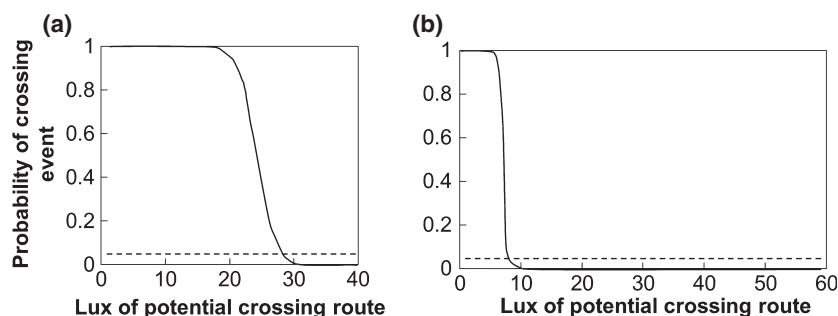 (a)
(b)
Probability of crossing
event
1
0.8
0.6
0.4
0.2
0
0 10 20 30 40
Lux of potential crossing route
1
0.8
0.6
0.4
0.2
0
0 10 20 30 40 50 60
Lux of potential crossing route